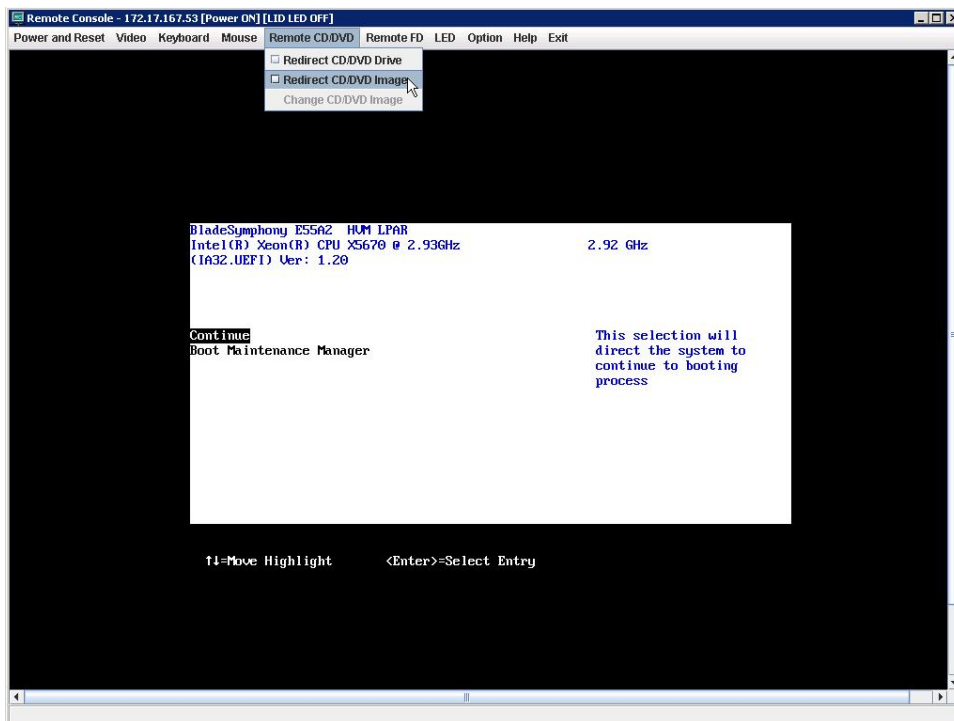 Remote Console - 172.17.167.53 [Power ON] [LID LED OFF]
Power and Reset Video Keyboard Mouse Remote CD/DVD Remote FD LED Option Help Exit
Redirect CD/DVD Drive
Redirect CD/DVD Image
Change CD/DVD Image
BladeSymphony E55A2 HVM LPAR
Intel(R) Xeon(R) CPU X5670 @ 2.93GHz 2.92 GHz
(IA32.UEFI) Ver: 1.20
Continue This selection will
Boot Maintenance Manager direct the system to
continue to booting
process
↑↓=Move Highlight <Enter>=Select Entry